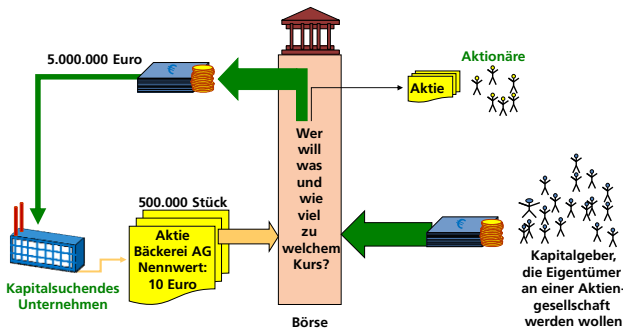 5.000.000 Euro
Aktionäre
Aktie
Wer
will
was
und
wie
viel
zu
welchem
Kurs?
500.000 Stück
Aktie
Bäckerei AG
Nennwert:
10 Euro
Kapitalsuchendes
Unternehmen
Kapitalgeber,
die Eigentümer
an einer Aktien-
gesellschaft
werden wollen
Börse